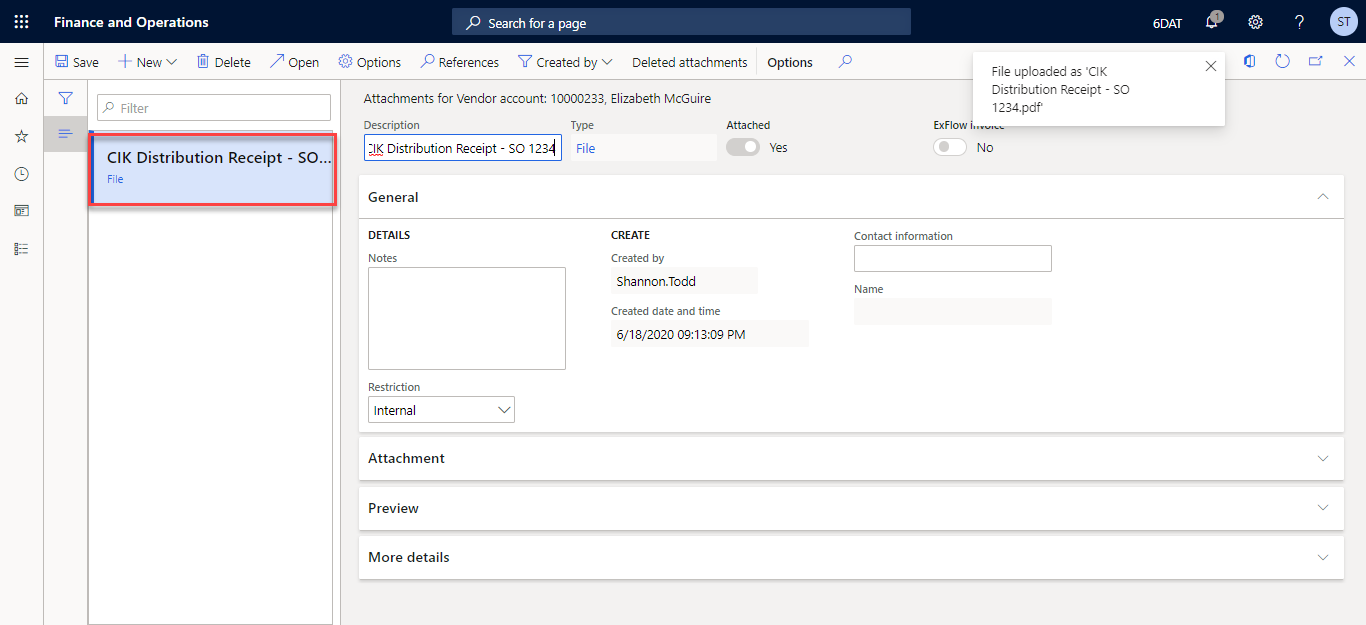 Finance and Operations
Search for a page
6DAT
1
?
ST
Save
New
Delete
Open
Options
References
Created by
Deleted attachments
Options
File uploaded as 'CIK
Distribution Receipt - SO
1234.pdf'
Filter
CIK Distribution Receipt - SO...
File
Attachments for Vendor account: 10000233, Elizabeth McGuire
Description
CIK Distribution Receipt - SO 1234
Type
File
Attached
Yes
ExFlow invoice
No
General
DETAILS
Notes
Restriction
Internal
CREATE
Created by
Shannon.Todd
Created date and time
6/18/2020 09:13:09 PM
Contact information
Name
Attachment
Preview
More details